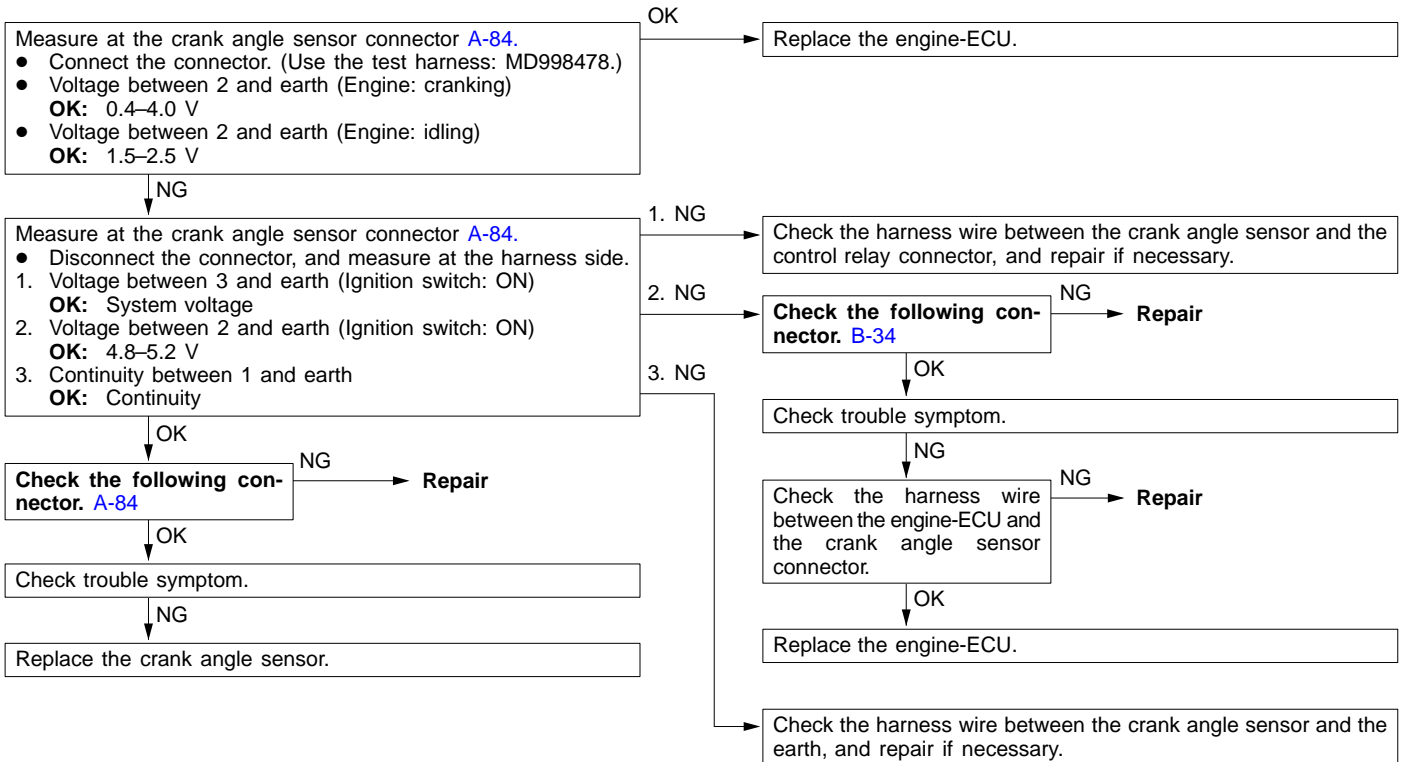 OK
Measure at the crank angle sensor connector A-84.
● Connect the connector. (Use the test harness: MD998478.)
● Voltage between 2 and earth (Engine: cranking)
OK: 0.4–4.0 V
● Voltage between 2 and earth (Engine: idling)
OK: 1.5–2.5 V
Replace the engine-ECU.
NG
Measure at the crank angle sensor connector A-84.
● Disconnect the connector, and measure at the harness side.
1. Voltage between 3 and earth (Ignition switch: ON)
OK: System voltage
2. Voltage between 2 and earth (Ignition switch: ON)
OK: 4.8–5.2 V
3. Continuity between 1 and earth
OK: Continuity
1. NG
Check the harness wire between the crank angle sensor and the
control relay connector, and repair if necessary.
2. NG
Check the following con-
nector. B-34
NG
Repair
OK
Check trouble symptom.
NG
Check the harness wire
between the engine-ECU and
the crank angle sensor
connector.
NG
Repair
OK
Replace the engine-ECU.
3. NG
Check the harness wire between the crank angle sensor and the
earth, and repair if necessary.
OK
Check the following con-
nector. A-84
NG
Repair
OK
Check trouble symptom.
NG
Replace the crank angle sensor.